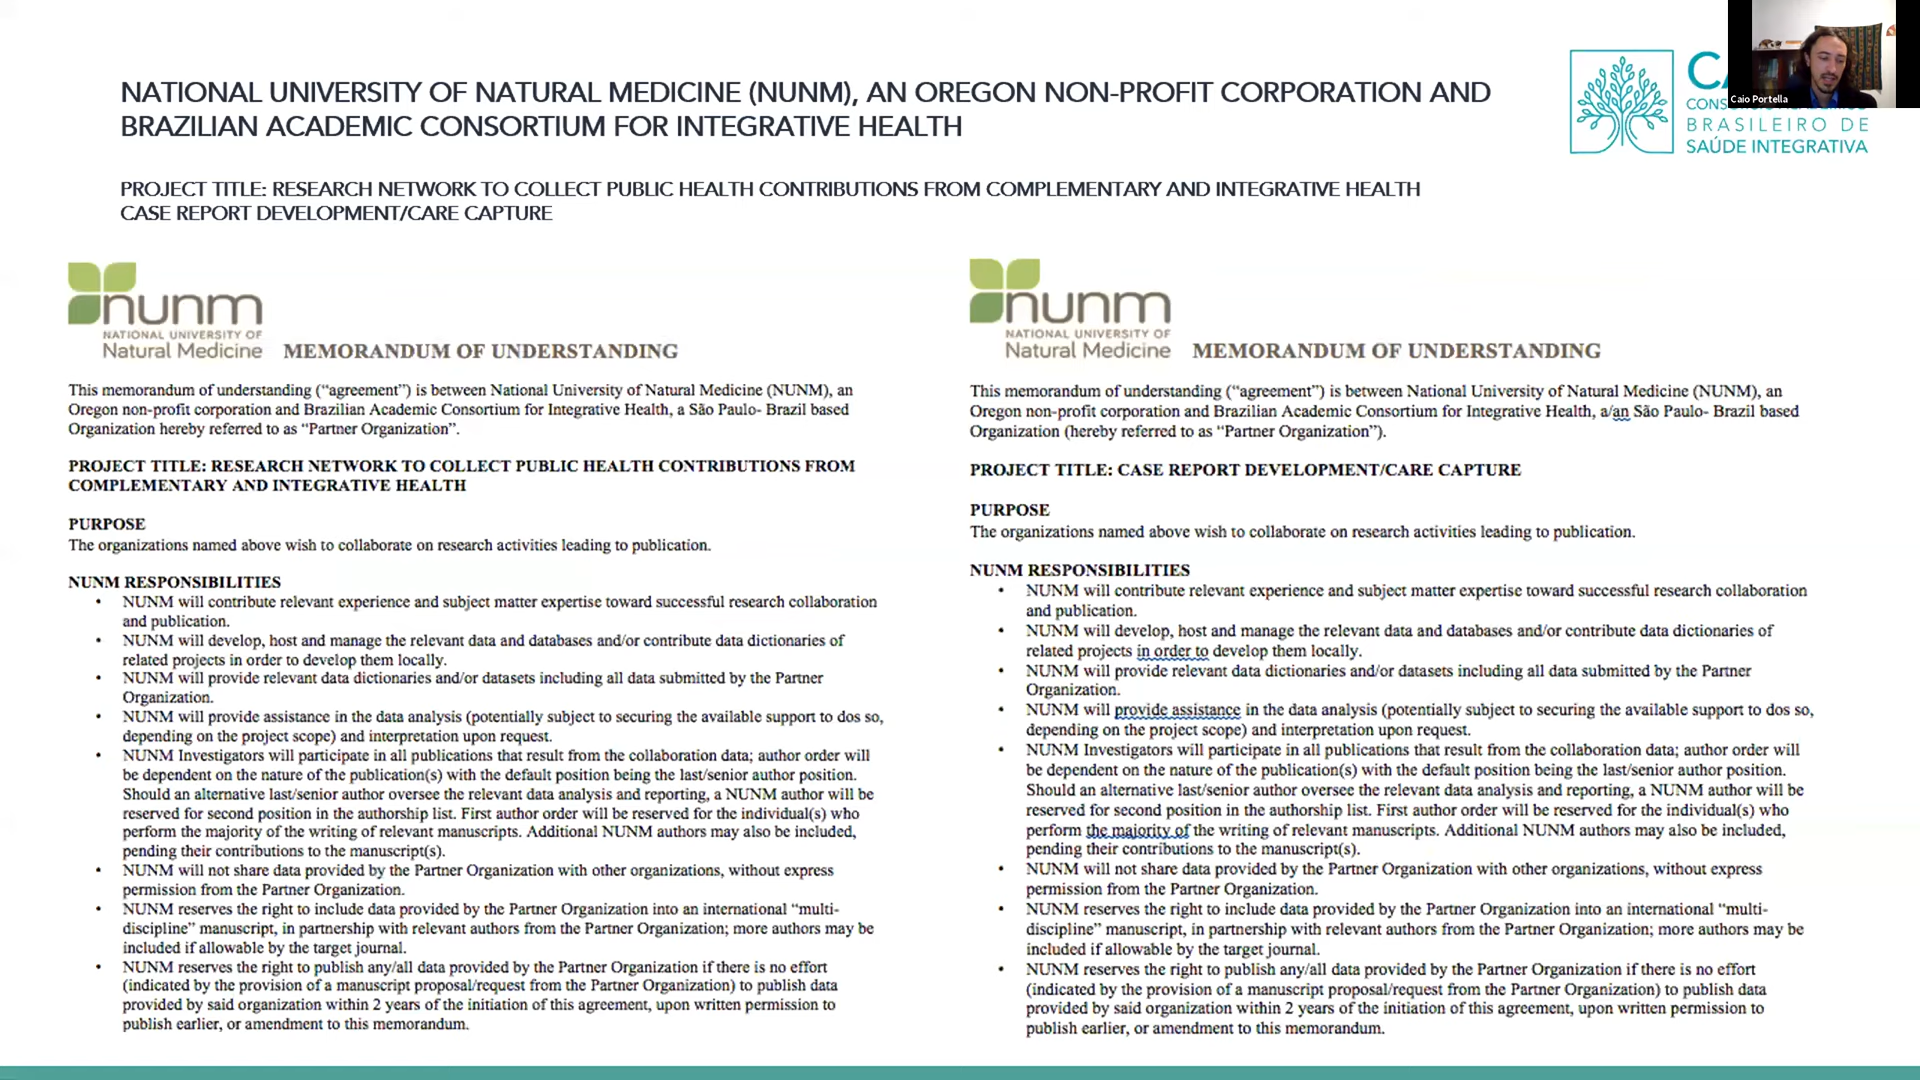 NATIONAL UNIVERSITY OF NATURAL MEDICINE (NUNM), AN OREGON NON-PROFIT CORPORATION AND
BRAZILIAN ACADEMIC CONSORTIUM FOR INTEGRATIVE HEALTH
PROJECT TITLE: RESEARCH NETWORK TO COLLECT PUBLIC HEALTH CONTRIBUTIONS FROM COMPLEMENTARY AND INTEGRATIVE HEALTH
CASE REPORT DEVELOPMENT/CARE CAPTURE
Caio Portella
BRASILEIRO DE
SAÚDE INTEGRATIVA
nunm
NATIONAL UNIVERSITY OF
Natural Medicine
MEMORANDUM OF UNDERSTANDING
This memorandum of understanding (“agreement”) is between National University of Natural Medicine (NUNM), an
Oregon non-profit corporation and Brazilian Academic Consortium for Integrative Health, a São Paulo- Brazil based
Organization hereby referred to as “Partner Organization”.
PROJECT TITLE: RESEARCH NETWORK TO COLLECT PUBLIC HEALTH CONTRIBUTIONS FROM
COMPLEMENTARY AND INTEGRATIVE HEALTH
PURPOSE
The organizations named above wish to collaborate on research activities leading to publication.
NUNM RESPONSIBILITIES
• NUNM will contribute relevant experience and subject matter expertise toward successful research collaboration
and publication.
• NUNM will develop, host and manage the relevant data and databases and/or contribute data dictionaries of
related projects in order to develop them locally.
• NUNM will provide relevant data dictionaries and/or datasets including all data submitted by the Partner
Organization.
• NUNM will provide assistance in the data analysis (potentially subject to securing the available support to dos so,
depending on the project scope) and interpretation upon request.
• NUNM Investigators will participate in all publications that result from the collaboration data; author order will
be dependent on the nature of the publication(s) with the default position being the last/senior author position.
Should an alternative last/senior author oversee the relevant data analysis and reporting, a NUNM author will be
reserved for second position in the authorship list. First author order will be reserved for the individual(s) who
perform the majority of the writing of relevant manuscripts. Additional NUNM authors may also be included,
pending their contributions to the manuscript(s).
• NUNM will not share data provided by the Partner Organization with other organizations, without express
permission from the Partner Organization.
• NUNM reserves the right to include data provided by the Partner Organization into an international “multi-
discipline” manuscript, in partnership with relevant authors from the Partner Organization; more authors may be
included if allowable by the target journal.
• NUNM reserves the right to publish any/all data provided by the Partner Organization if there is no effort
(indicated by the provision of a manuscript proposal/request from the Partner Organization) to publish data
provided by said organization within 2 years of the initiation of this agreement, upon written permission to
publish earlier, or amendment to this memorandum.
nunm
NATIONAL UNIVERSITY OF
Natural Medicine
MEMORANDUM OF UNDERSTANDING
This memorandum of understanding (“agreement”) is between National University of Natural Medicine (NUNM), an
Oregon non-profit corporation and Brazilian Academic Consortium for Integrative Health, a/an São Paulo- Brazil based
Organization (hereby referred to as “Partner Organization”).
PROJECT TITLE: CASE REPORT DEVELOPMENT/CARE CAPTURE
PURPOSE
The organizations named above wish to collaborate on research activities leading to publication.
NUNM RESPONSIBILITIES
• NUNM will contribute relevant experience and subject matter expertise toward successful research collaboration
and publication.
• NUNM will develop, host and manage the relevant data and databases and/or contribute data dictionaries of
related projects in order to develop them locally.
• NUNM will provide relevant data dictionaries and/or datasets including all data submitted by the Partner
Organization.
• NUNM will provide assistance in the data analysis (potentially subject to securing the available support to dos so,
depending on the project scope) and interpretation upon request.
• NUNM Investigators will participate in all publications that result from the collaboration data; author order will
be dependent on the nature of the publication(s) with the default position being the last/senior author position.
Should an alternative last/senior author oversee the relevant data analysis and reporting, a NUNM author will be
reserved for second position in the authorship list. First author order will be reserved for the individual(s) who
perform the majority of the writing of relevant manuscripts. Additional NUNM authors may also be included,
pending their contributions to the manuscript(s).
• NUNM will not share data provided by the Partner Organization with other organizations, without express
permission from the Partner Organization.
• NUNM reserves the right to include data provided by the Partner Organization into an international “multi-
discipline” manuscript, in partnership with relevant authors from the Partner Organization; more authors may be
included if allowable by the target journal.
• NUNM reserves the right to publish any/all data provided by the Partner Organization if there is no effort
(indicated by the provision of a manuscript proposal/request from the Partner Organization) to publish data
provided by said organization within 2 years of the initiation of this agreement, upon written permission to
publish earlier, or amendment to this memorandum.